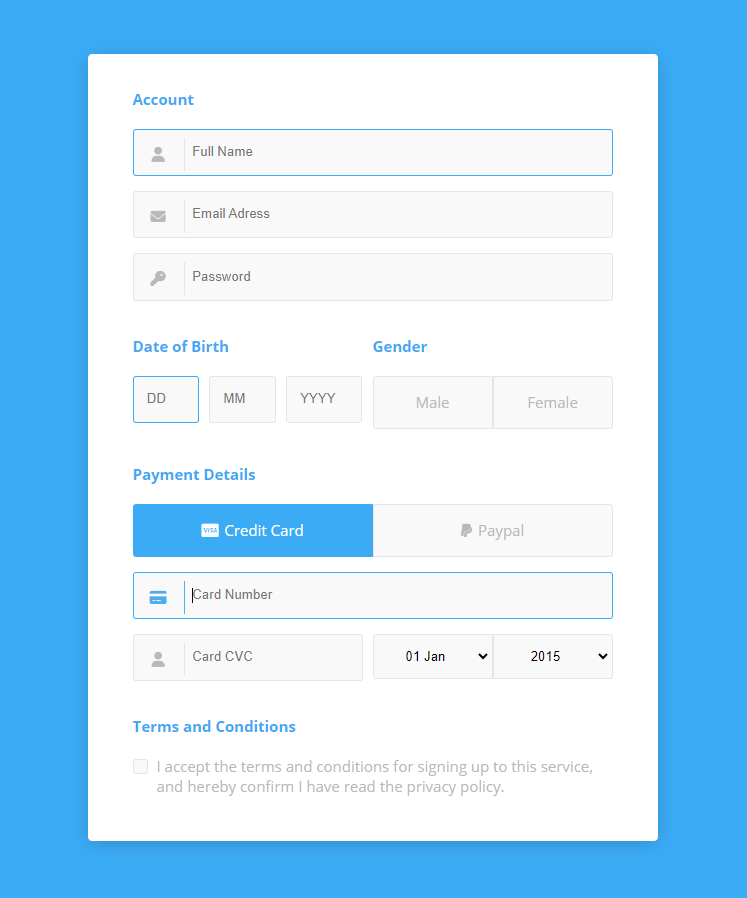 Account
Full Name
Email Adress
Password
Date of Birth
Gender
DD
MM
YYYY
Male
Female
Payment Details
VISA Credit Card
Paypal
Card Number
Card CVC
01 Jan
2015
Terms and Conditions
I accept the terms and conditions for signing up to this service,
and hereby confirm I have read the privacy policy.